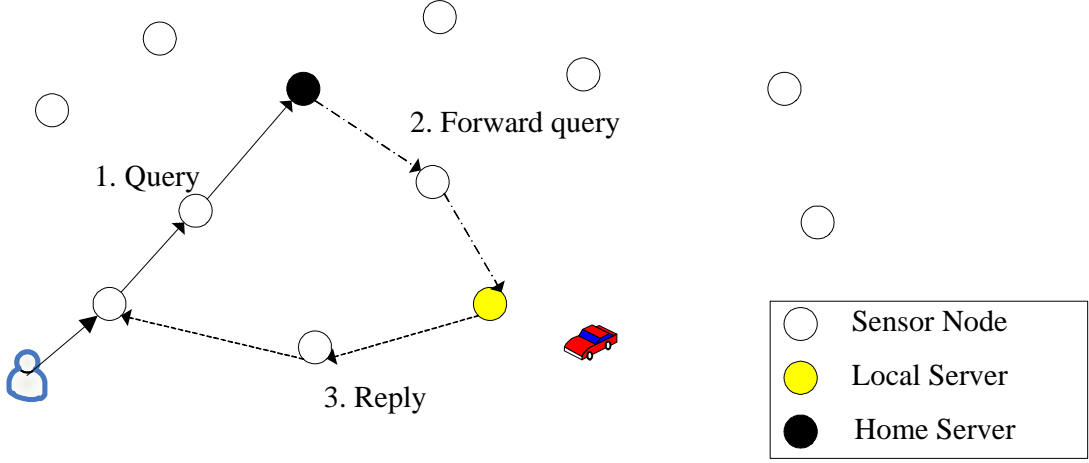 2. Forward query
1. Query
3. Reply
Sensor Node
Local Server
Home Server